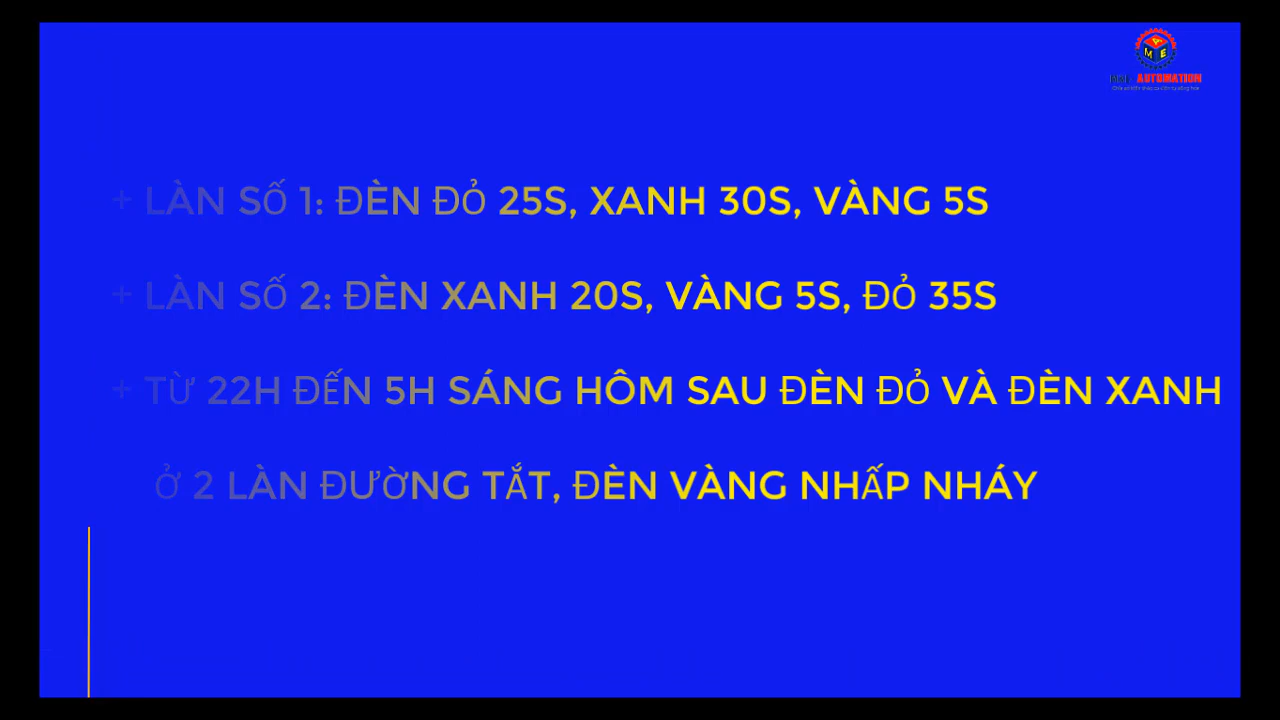 M E
AUTOMATION
+ LÀN SỐ 1: ĐÈN ĐỎ 25S, XANH 30S, VÀNG 5S
+ LÀN SỐ 2: ĐÈN XANH 20S, VÀNG 5S, ĐỎ 35S
+ TỪ 22H ĐẾN 5H SÁNG HÔM SAU ĐÈN ĐỎ VÀ ĐÈN XANH
Ở 2 LÀN ĐƯỜNG TẮT, ĐÈN VÀNG NHẤP NHÁY